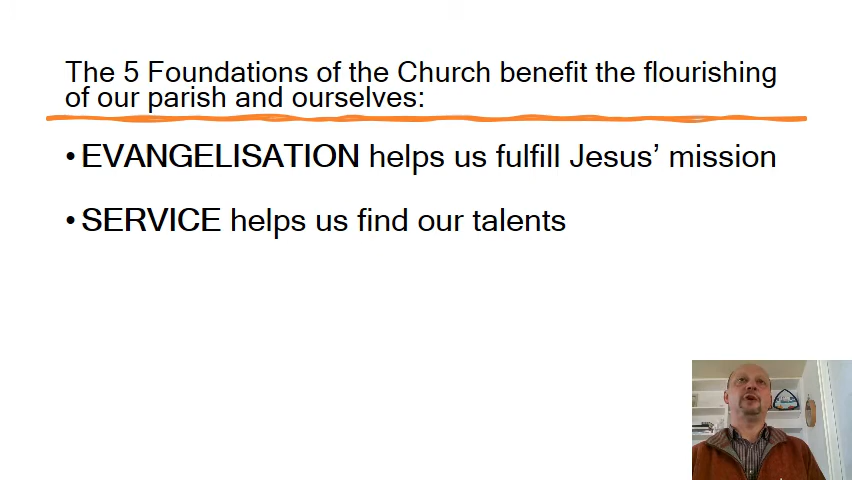 The 5 Foundations of the Church benefit the flourishing
of our parish and ourselves:
• EVANGELISATION helps us fulfill Jesus’ mission
• SERVICE helps us find our talents